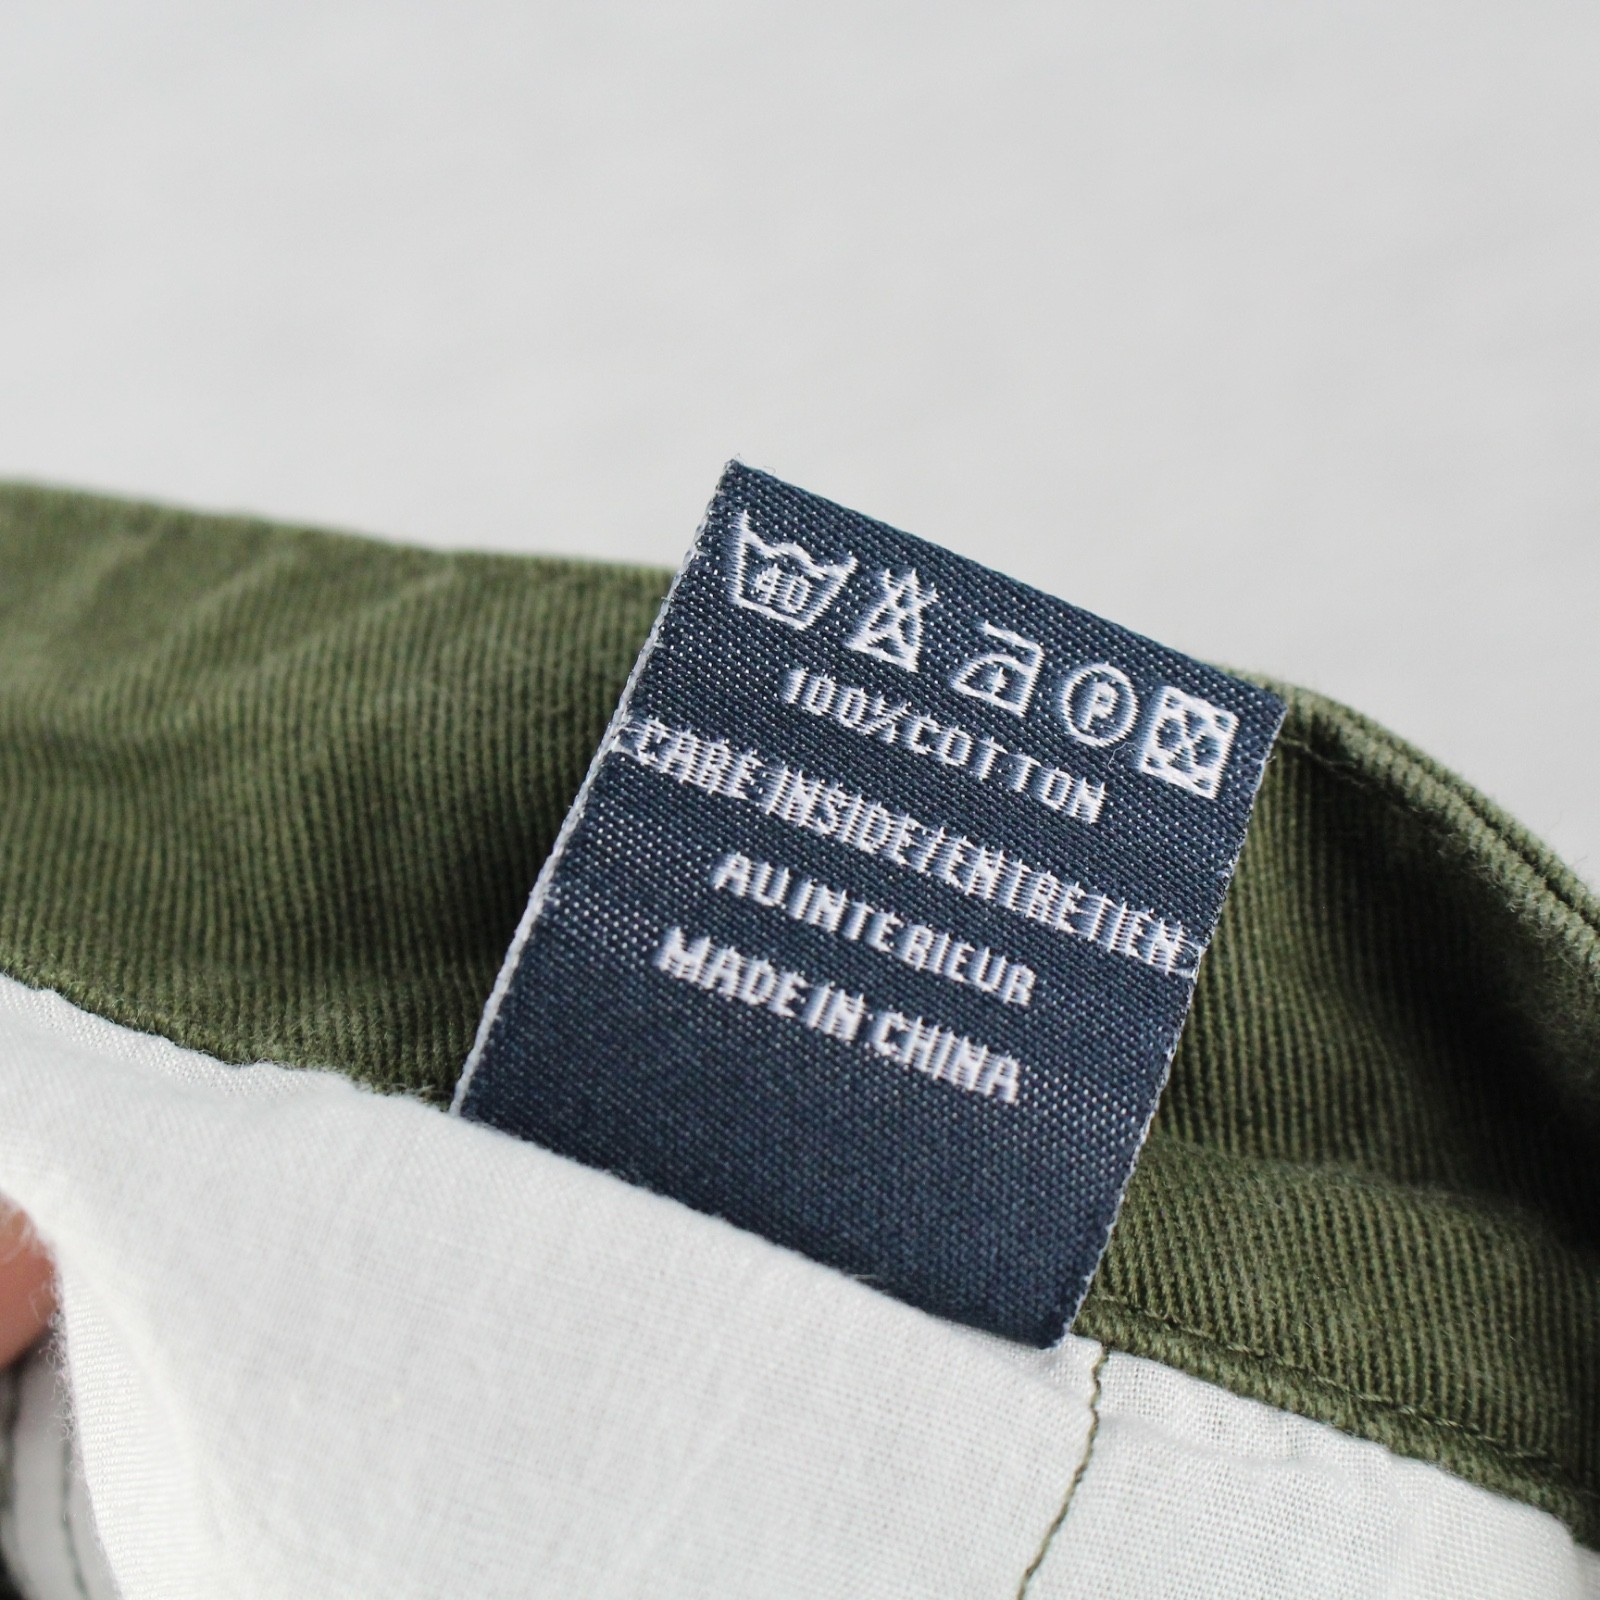 40
P
100% COTTON
CARE INSIDE/ENTRETIEN
AU INTERIEUR
MADE IN CHINA